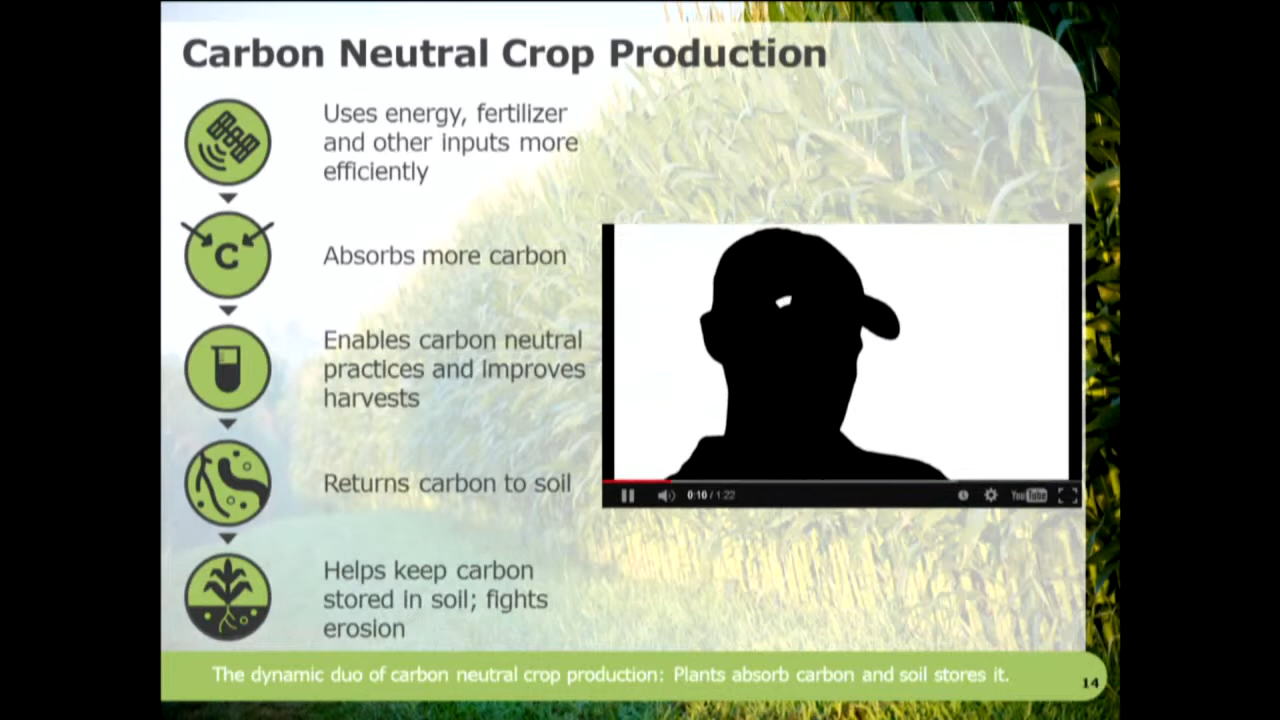 Carbon Neutral Crop Production
Uses energy, fertilizer
and other inputs more
efficiently
C
Absorbs more carbon
Enables carbon neutral
practices and improves
harvests
Returns carbon to soil
Helps keep carbon
stored in soil; fights
erosion
0:10 / 1:22
YouTube
The dynamic duo of carbon neutral crop production: Plants absorb carbon and soil stores it.
14